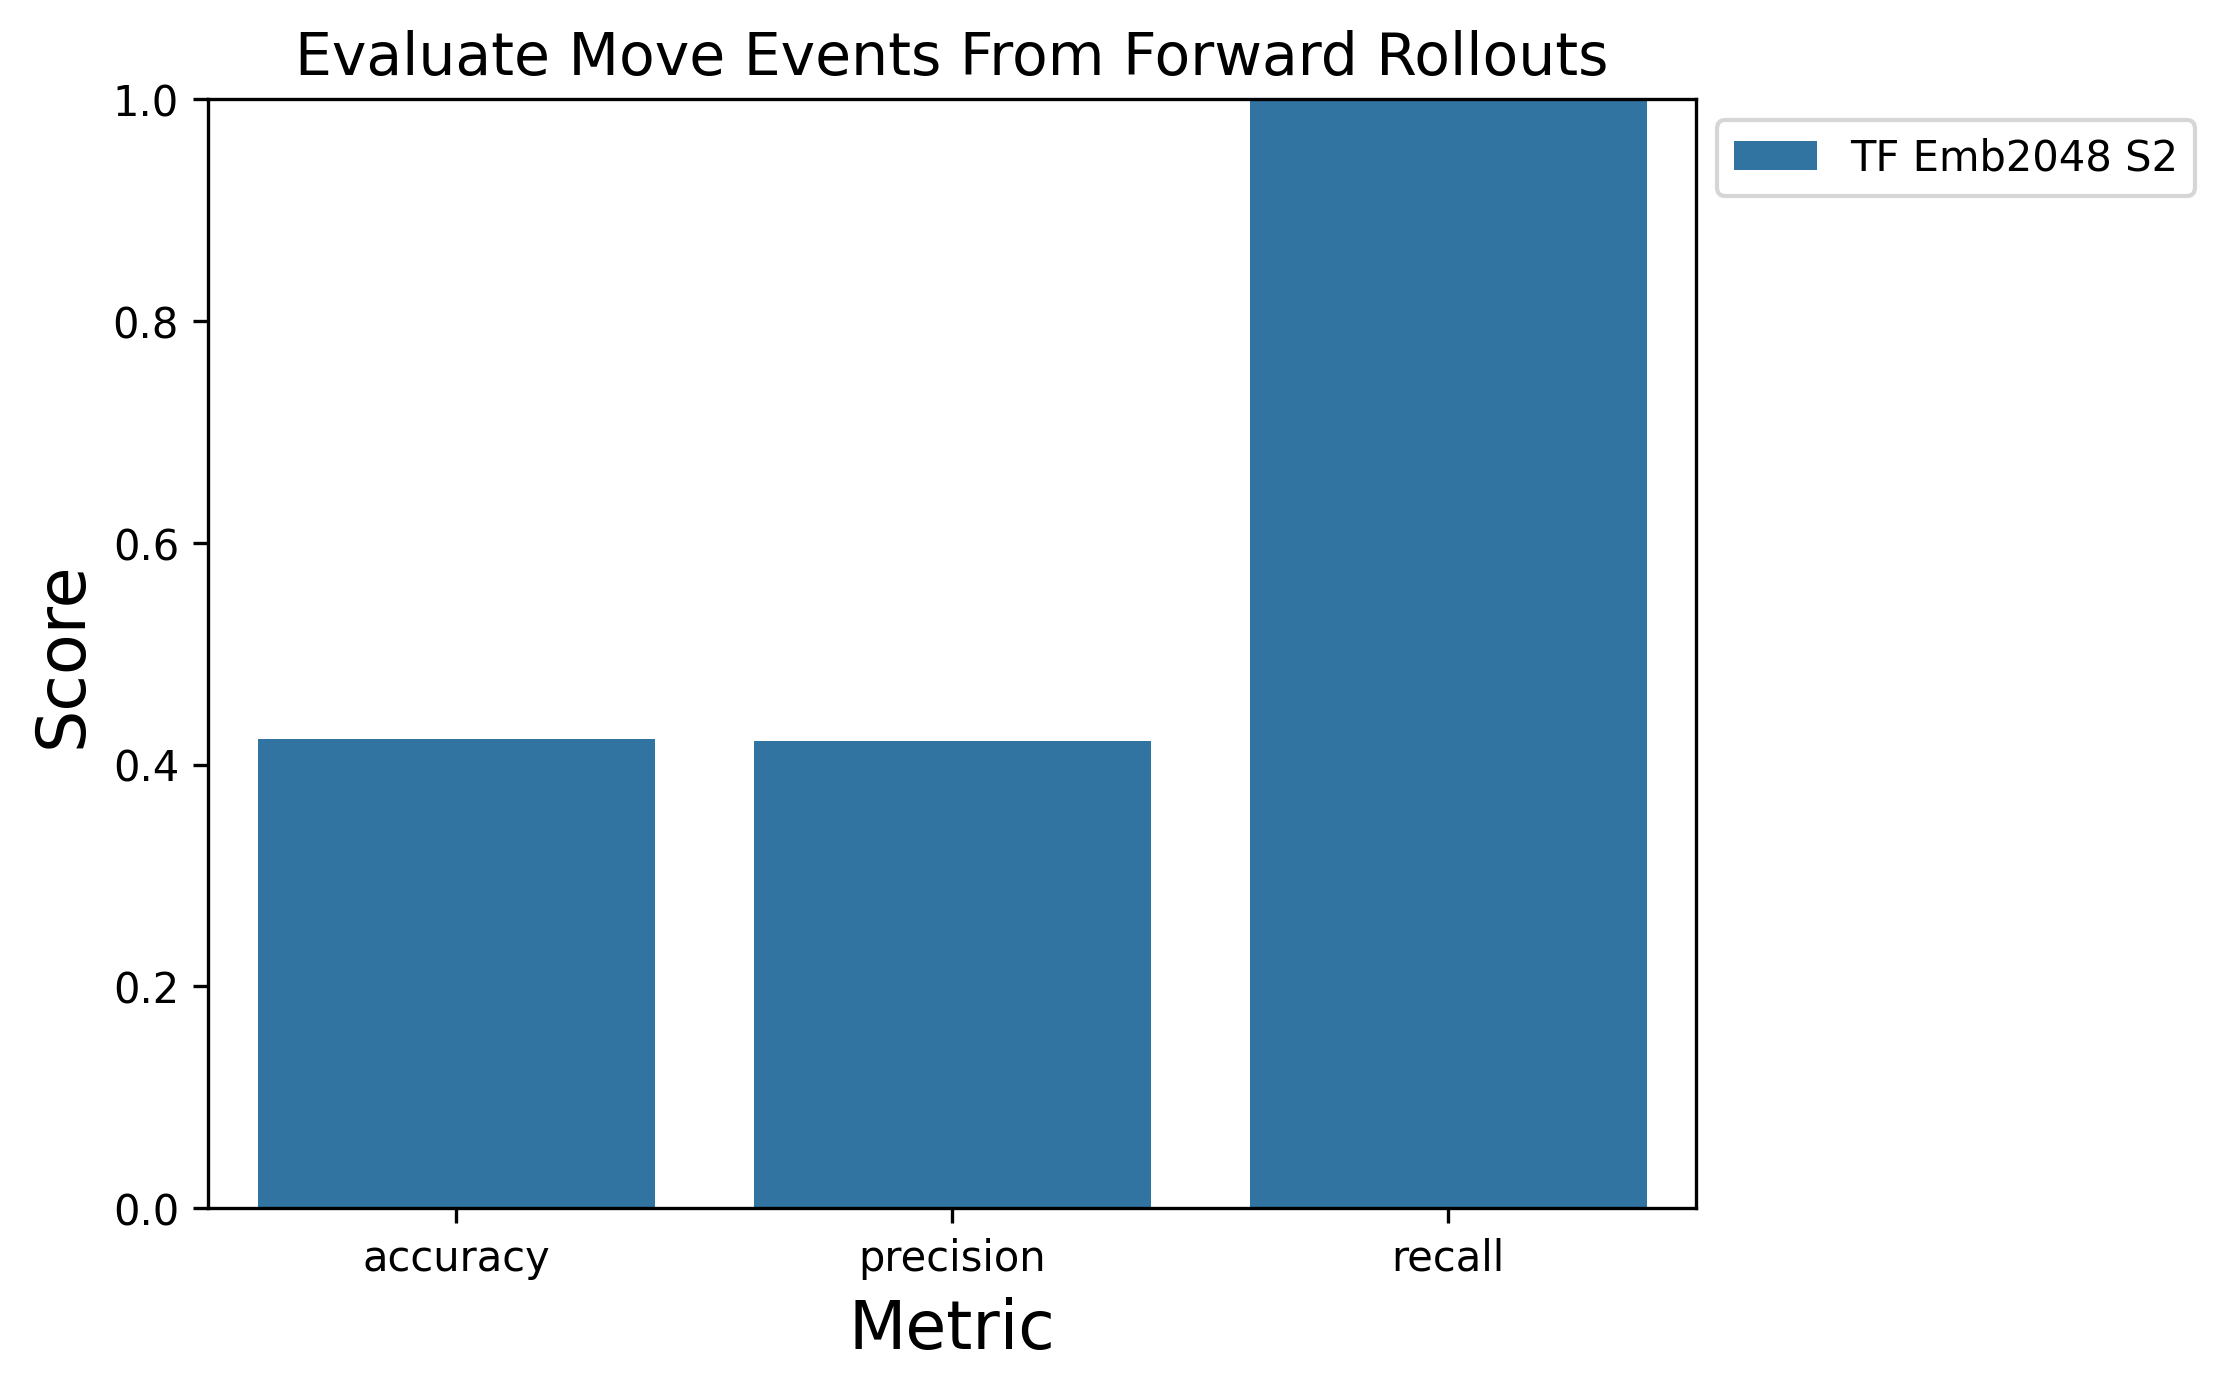 Evaluate Move Events From Forward Rollouts
1.0
0.8
0.6
0.4
0.2
0.0
Score
accuracy
precision
recall
Metric
TF Emb2048 S2